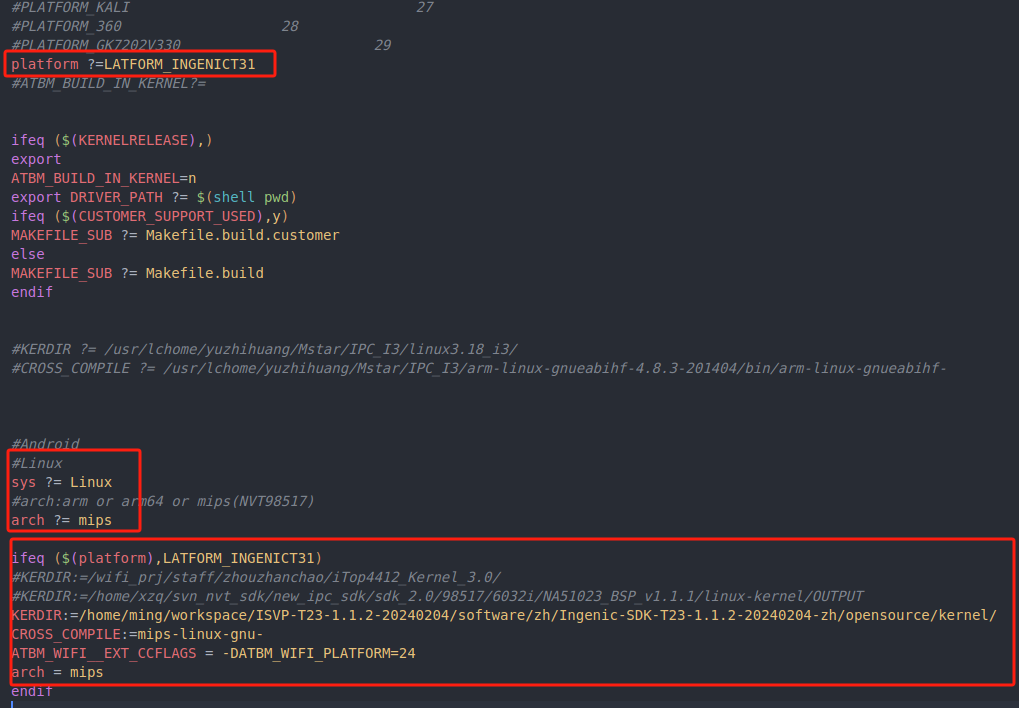 #PLATFORM_KALI 27
#PLATFORM_360 28
#PLATFORM_GK7202V330 29
platform ?=LATFORM_INGENICT31
#ATBM_BUILD_IN_KERNEL?=
ifeq ($(KERNELRELEASE),)
export
ATBM_BUILD_IN_KERNEL=n
export DRIVER_PATH ?= $(shell pwd)
ifeq ($(CUSTOMER_SUPPORT_USED),y)
MAKEFILE_SUB ?= Makefile.build.customer
else
MAKEFILE_SUB ?= Makefile.build
endif
#KERDIR ?= /usr/lchome/yuzhihuang/Mstar/IPC_I3/linux3.18_i3/
#CROSS_COMPILE ?= /usr/lchome/yuzhihuang/Mstar/IPC_I3/arm-linux-gnueabihf-4.8.3-201404/bin/arm-linux-gnueabihf-
#Android
#Linux
sys ?= Linux
#arch:arm or arm64 or mips(NVT98517)
arch ?= mips
ifeq ($(platform),LATFORM_INGENICT31)
#KERDIR:=/wifi_prj/staff/zhouzhanchao/iTop4412_Kernel_3.0/
#KERDIR:=/home/xzq/svn_nvt_sdk/new_ipc_sdk/sdk_2.0/98517/6032i/NA51023_BSP_v1.1.1/linux-kernel/OUTPUT
KERDIR:=/home/ming/workspace/ISVP-T23-1.1.2-20240204/software/zh/Ingenic-SDK-T23-1.1.2-20240204-zh/opensource/kernel/
CROSS_COMPILE:=mips-linux-gnu-
ATBM_WIFI__EXT_CCFLAGS = -DATBM_WIFI_PLATFORM=24
arch = mips
endif